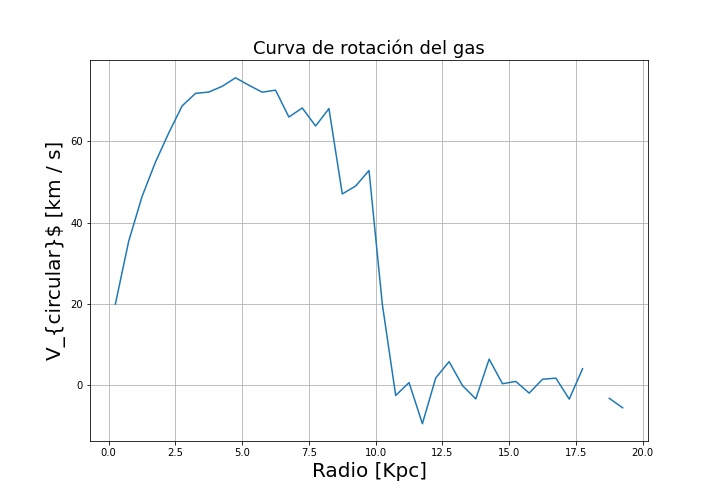 Curva de rotación del gas
V_{circular}$ [km / s]
60
40
20
0
0.0 2.5 5.0 7.5 10.0 12.5 15.0 17.5 20.0
Radio [Kpc]